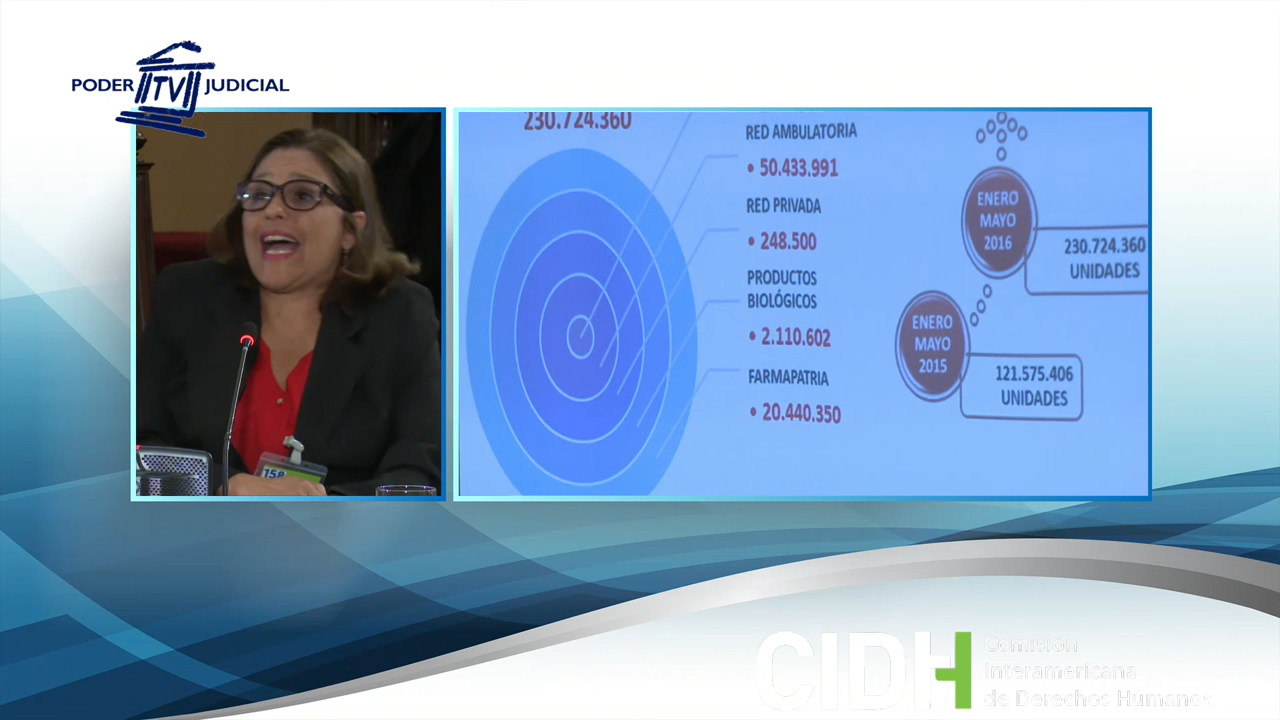 PODER TV JUDICIAL
230.724.360
RED AMBULATORIA
• 50.433.991
RED PRIVADA
• 248.500
PRODUCTOS
BIOLÓGICOS
• 2.110.602
FARMAPATRIA
• 20.440.350
ENERO
MAYO
2016
230.724.360
UNIDADES
ENERO
MAYO
2015
121.575.406
UNIDADES
158
CIDH
Comisión
Interamericana
de Derechos Humanos